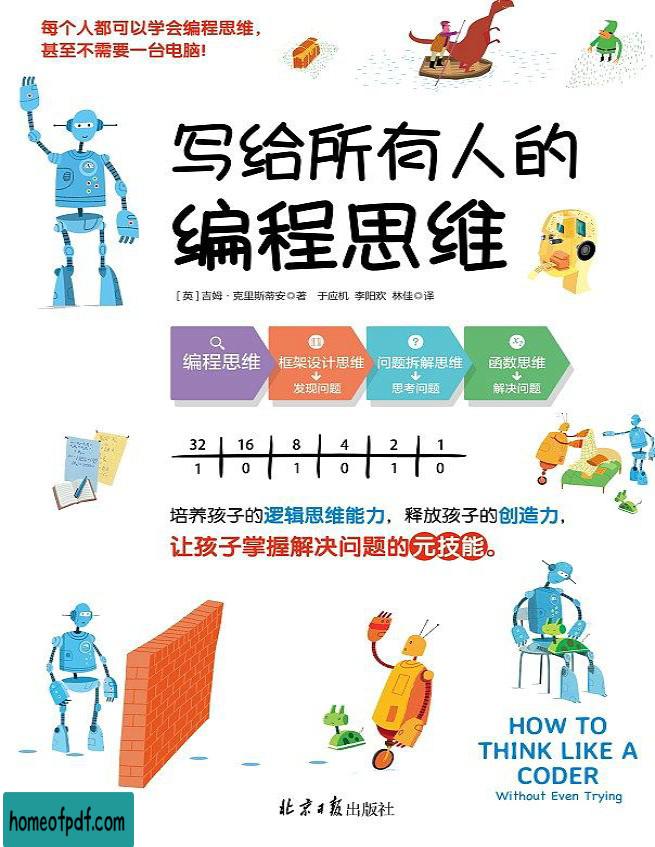 每个人都可以学会编程思维，
甚至不需要一台电脑！
写给所有人的
编程思维
［英］吉姆·克里斯蒂安◎著 于应机 李阳欢 林佳◎译
编程思维
框架设计思维
发现问题
?
问题拆解思维
思考问题
x₂
函数思维
解决问题
32 16 8 4 2 1
1 0 1 0 1 0
培养孩子的逻辑思维能力，释放孩子的创造力，
让孩子掌握解决问题的元技能。
HOW TO
THINK LIKE A
CODER
Without Even Trying
北京日报出版社
homeofpdf.com